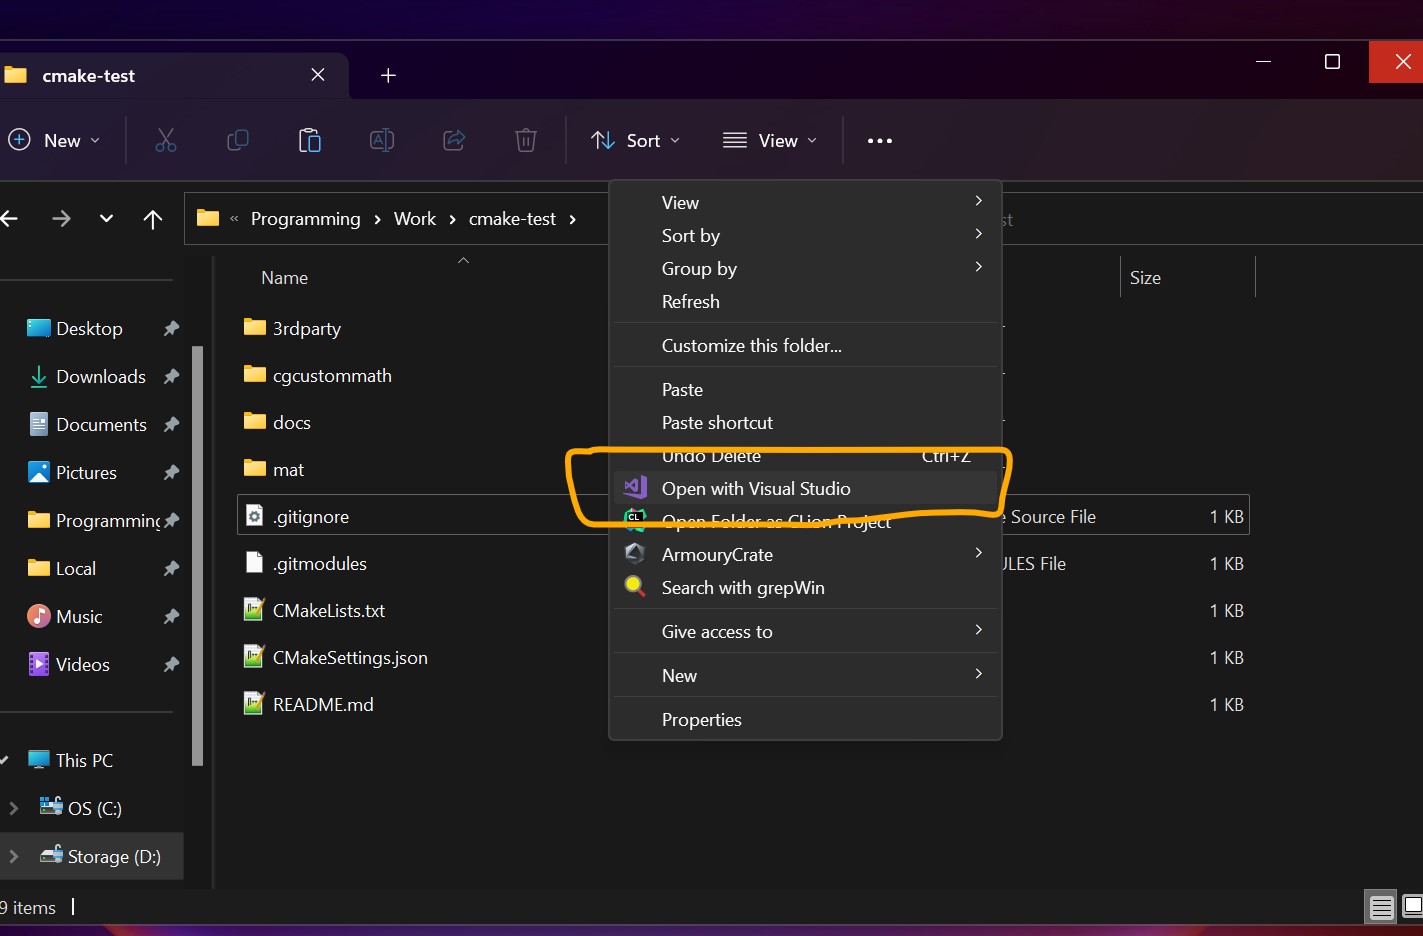 cmake-test
New
Sort
View
Programming
Work
cmake-test
Name
Size
Desktop
Downloads
Documents
Pictures
Programming
Local
Music
Videos
This PC
OS (C:)
Storage (D:)
3rdparty
cgcustommath
docs
mat
.gitignore
e Source File 1 KB
.gitmodules
ULES File 1 KB
CMakeLists.txt
1 KB
CMakeSettings.json
1 KB
README.md
1 KB
View
Sort by
Group by
Refresh
Customize this folder...
Paste
Paste shortcut
Undo Delete Ctrl+Z
Open with Visual Studio
CL
Open Folder as CLion Project
ArmouryCrate
Search with grepWin
Give access to
New
Properties
st
9 items